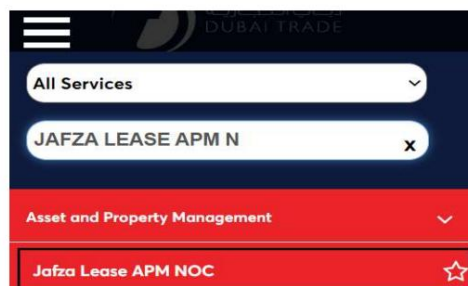 DUBAI TRADE
All Services
JAFZA LEASE APM N
x
Asset and Property Management
Jafza Lease APM NOC